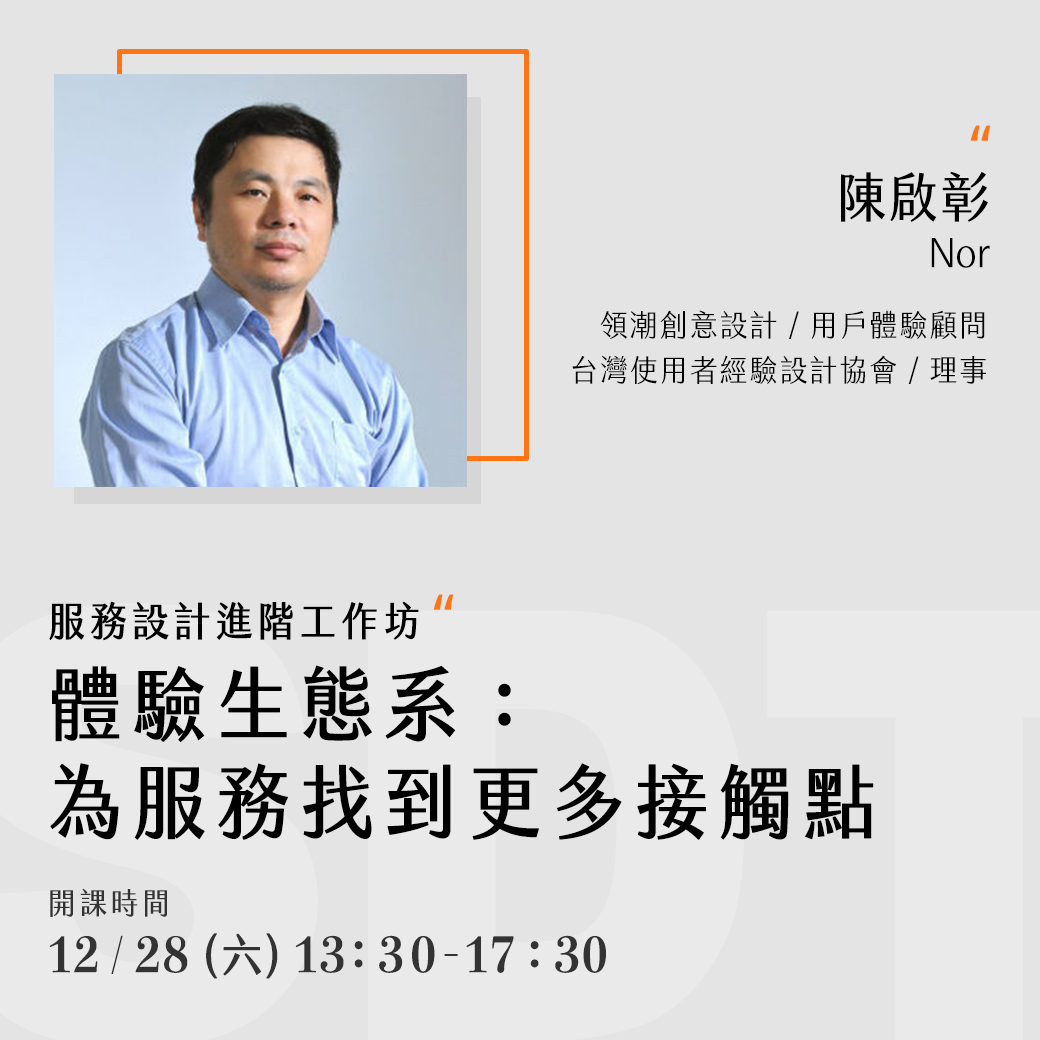 “
陳啟彰
Nor
領潮創意設計 / 用戶體驗顧問
台灣使用者經驗設計協會 / 理事
服務設計進階工作坊“
體驗生態系：
為服務找到更多接觸點
開課時間
12 / 28 (六) 13：30-17：30
SDT